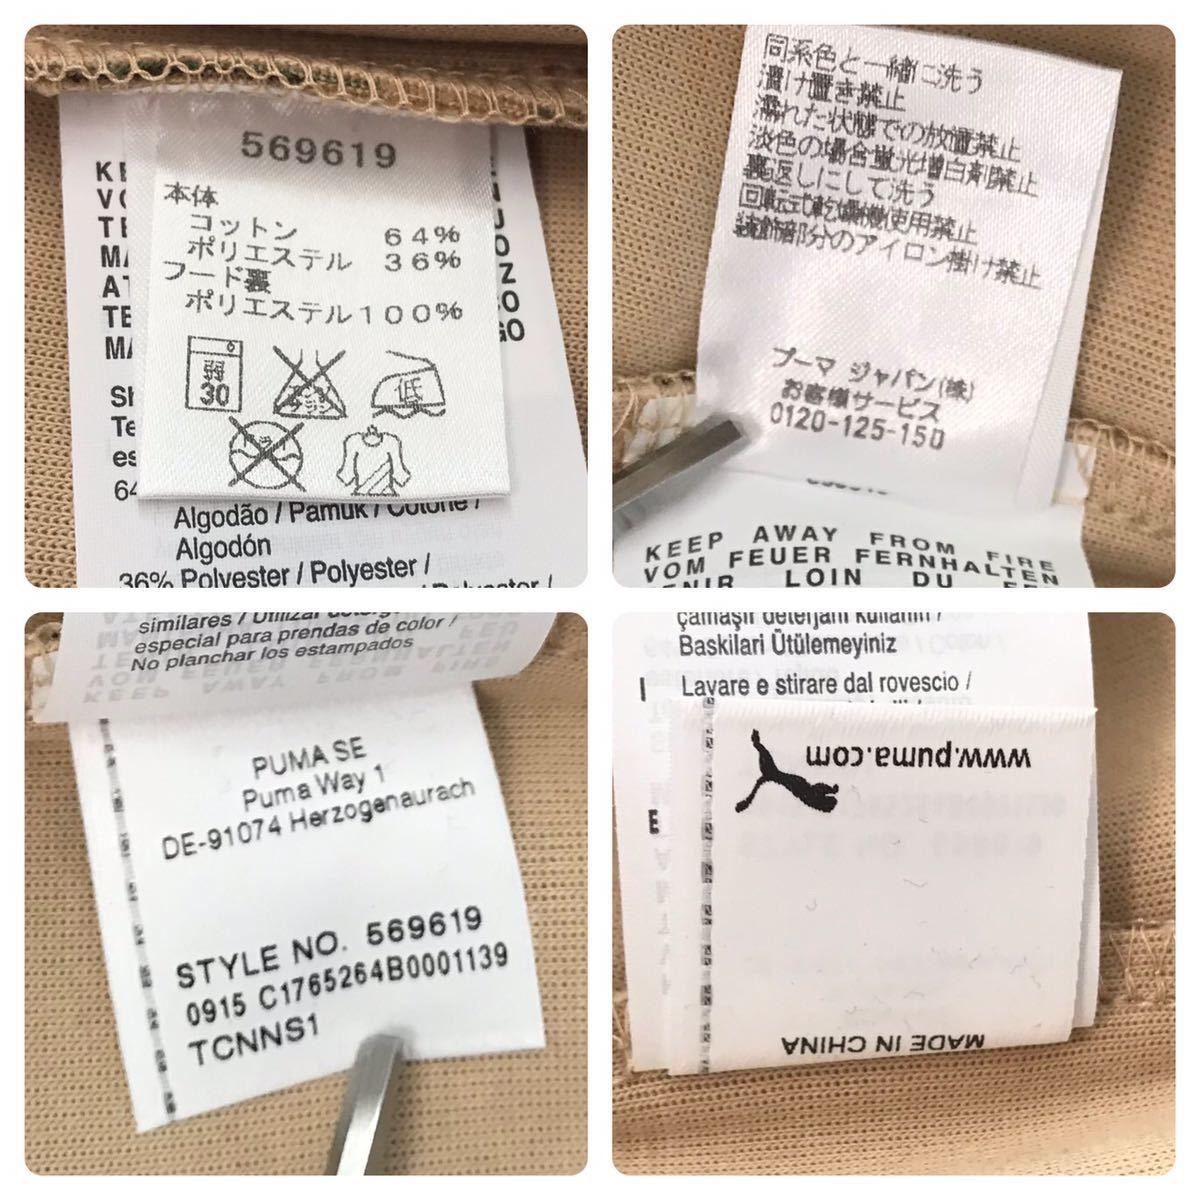 569619
本体
コットン 64%
ポリエステル 36%
フード裏
ポリエステル100%
弱
30
低
Algodão / Pamuk / Cotone /
Algodón
36% Polyester / Polyester /
同系色と一緒に洗う
漬け置き禁止
濡れた状態での放置禁止
淡色の場合蛍光増白剤禁止
裏返しにして洗う
回転式乾燥機使用禁止
装飾部分のアイロン掛け禁止
プーマ ジャパン(株)
お客様サービス
0120-125-150
KEEP AWAY FROM FIRE
VOM FEUER FERNHALTEN
LOIN DU
similares / Utilizar
especial para prendas de color /
No planchar los estampados
PUMA SE
Puma Way 1
DE-91074 Herzogenaurach
STYLE NO. 569619
0915 C1765264B0001139
TCNNS1
çamaşır deterjanı kullanın /
Baskilari Ütülemeyiniz
Lavare e stirare dal rovescio /
www.puma.com
MADE IN CHINA